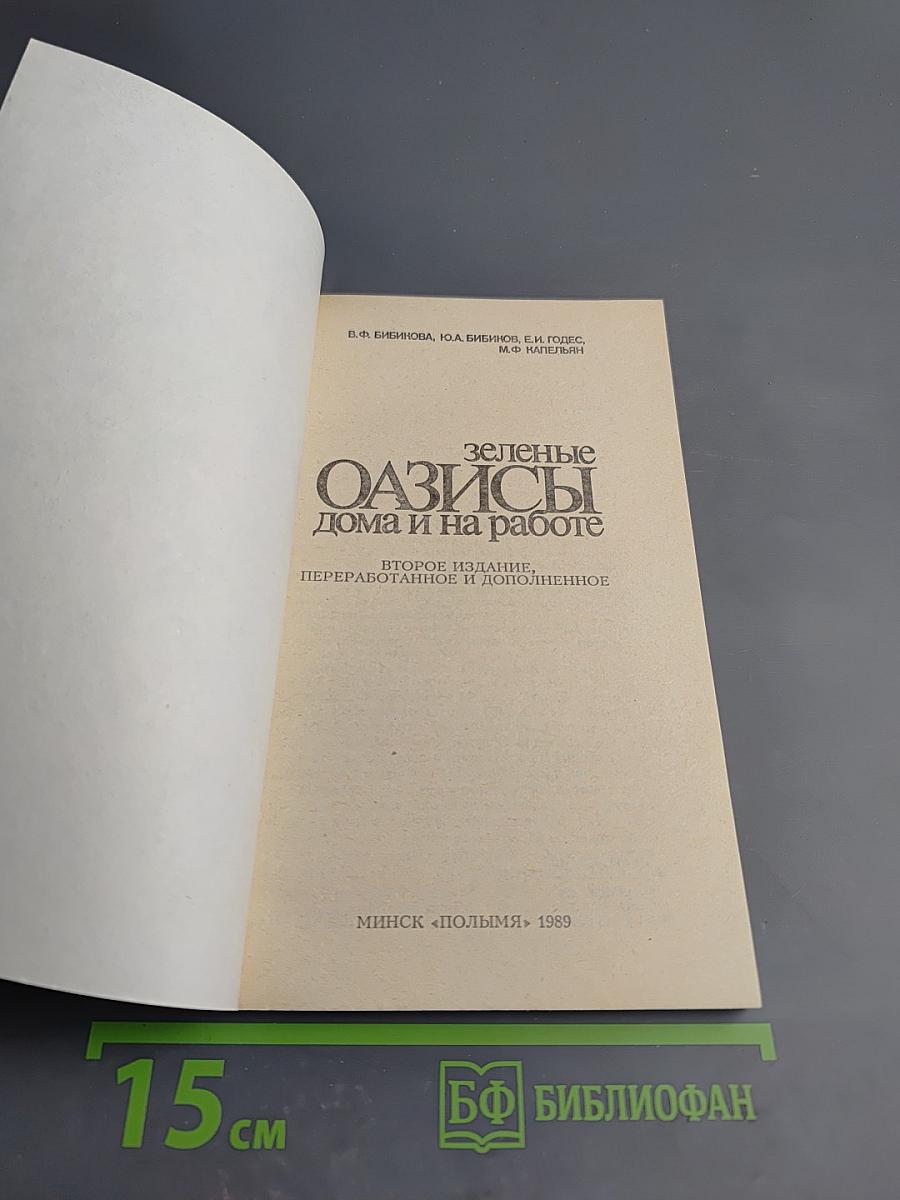 В.Ф. БИБИКОВА, Ю.А. БИБИКОВ, Е.И. ГОДЕС,
М.Ф КАПЕЛЬЯН
зеленые
ОАЗИСЫ
дома и на работе
ВТОРОЕ ИЗДАНИЕ,
ПЕРЕРАБОТАННОЕ И ДОПОЛНЕННОЕ
МИНСК «ПОЛЫМЯ» 1989
15 см
БФ БИБЛИОФАН